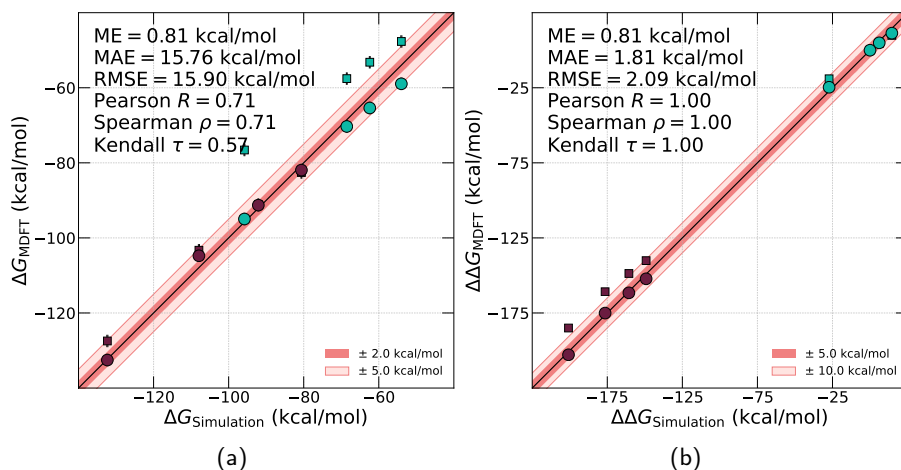 ME = 0.81 kcal/mol
MAE = 15.76 kcal/mol
RMSE = 15.90 kcal/mol
Pearson R = 0.71
Spearman ρ = 0.71
Kendall τ = 0.57
−60
−80
−100
−120
ΔG_MDFT (kcal/mol)
± 2.0 kcal/mol
± 5.0 kcal/mol
−120 −100 −80 −60
ΔG_Simulation (kcal/mol)
(a)
ME = 0.81 kcal/mol
MAE = 1.81 kcal/mol
RMSE = 2.09 kcal/mol
Pearson R = 1.00
Spearman ρ = 1.00
Kendall τ = 1.00
−25
−75
−125
−175
ΔΔG_MDFT (kcal/mol)
± 5.0 kcal/mol
± 10.0 kcal/mol
−175 −125 −75 −25
ΔΔG_Simulation (kcal/mol)
(b)